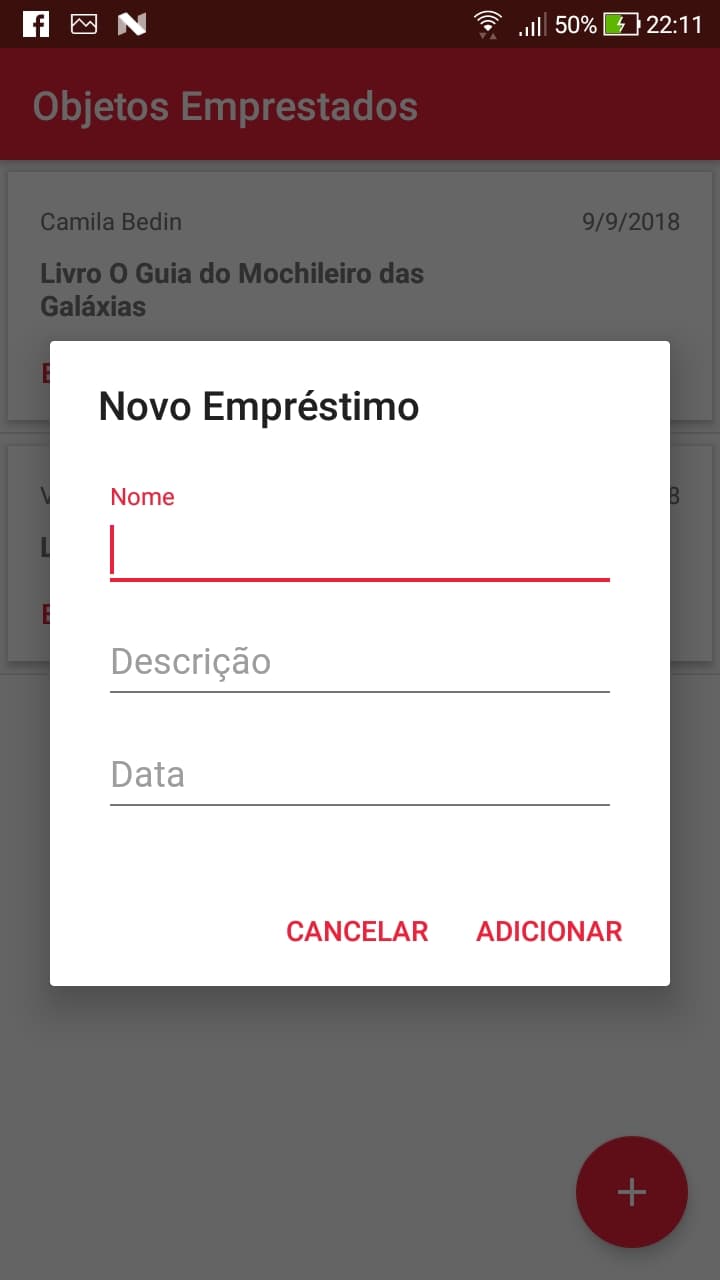 50% 22:11
Objetos Emprestados
Camila Bedin 9/9/2018
Livro O Guia do Mochileiro das
Galáxias
Novo Empréstimo
Nome
Descrição
Data
CANCELAR ADICIONAR